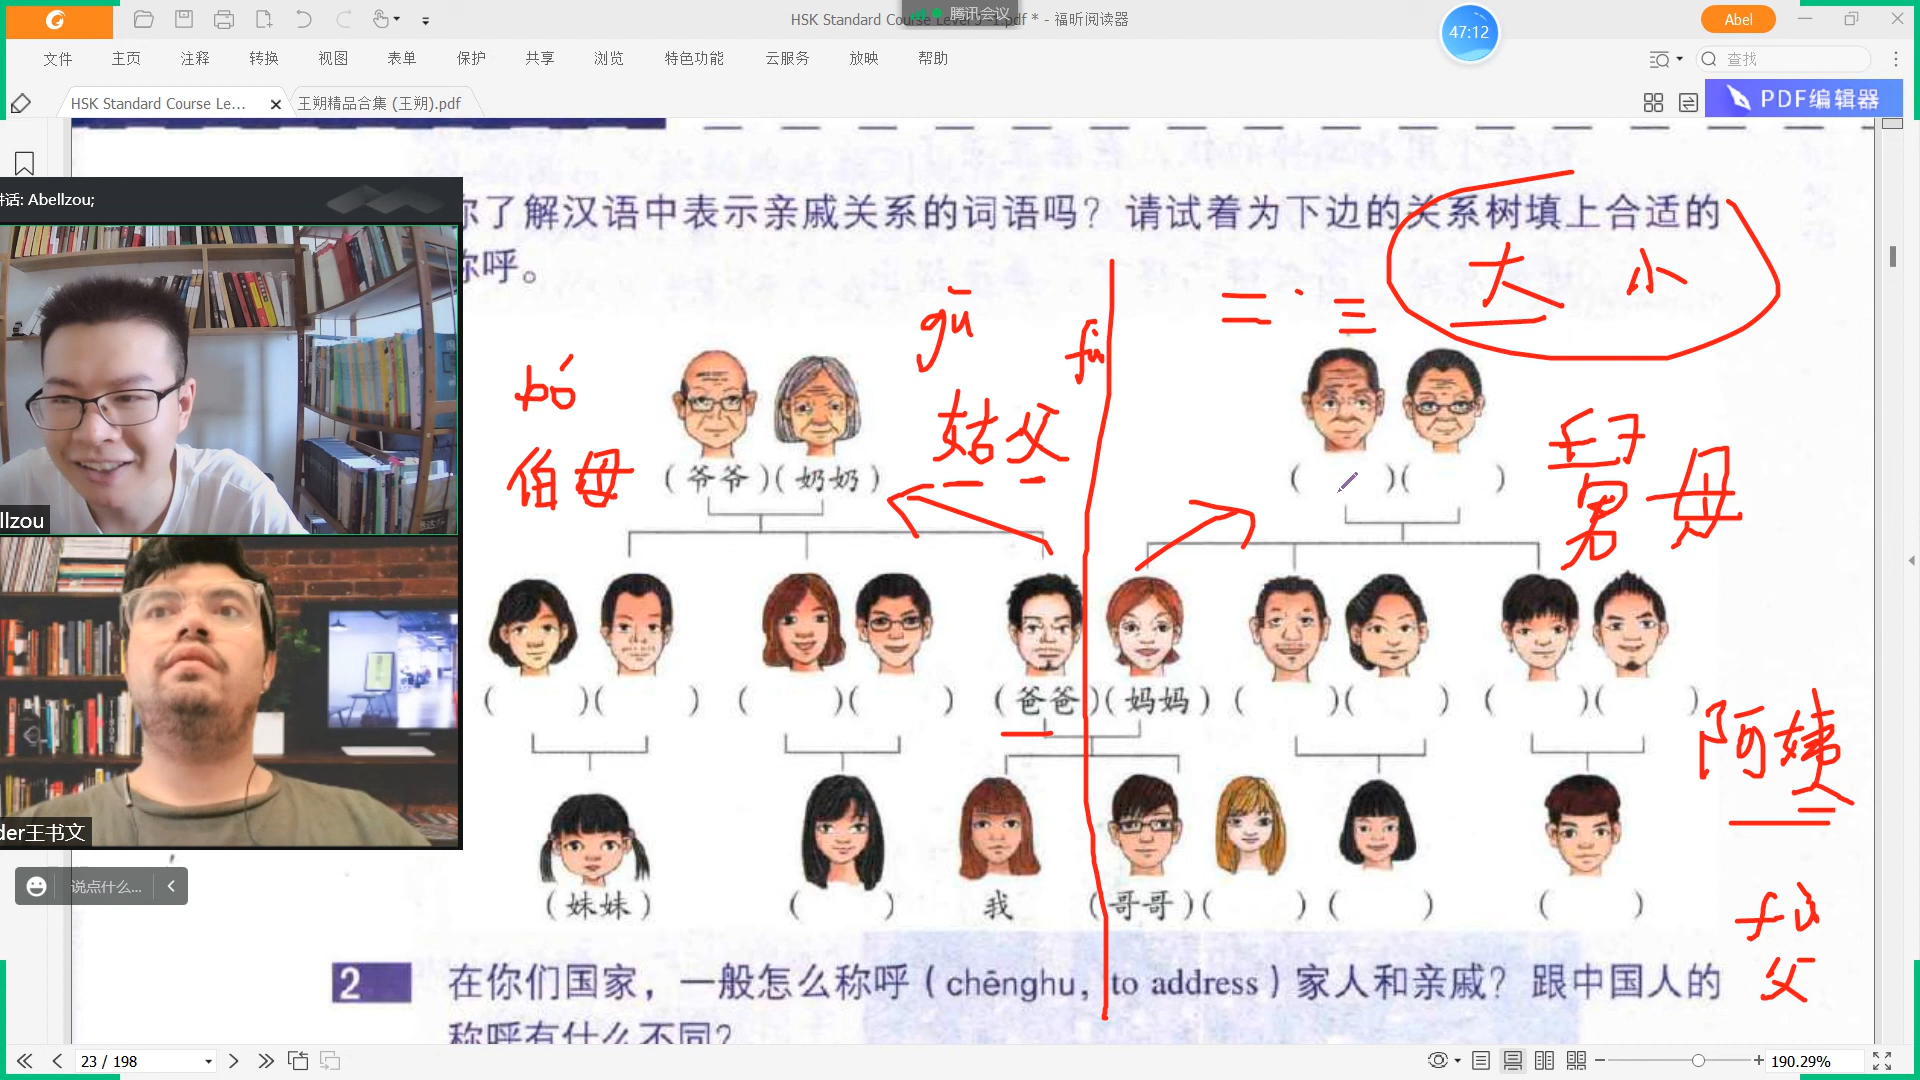 HSK Standard Course Level
.pdf * - 福昕阅读器
腾讯会议
47:12
Abel
文件 主页 注释 转换 视图 表单 保护 共享 浏览 特色功能 云服务 放映 帮助
查找
HSK Standard Course Le...
王朔精品合集 (王朔).pdf
PDF编辑器
讲话: Abellzou;
你了解汉语中表示亲戚关系的词语吗？请试着为下边的关系树填上合适的
称呼。
大 小
二·三
gū fu
bó
姑父
伯母
舅母
(爷爷)(奶奶)
( )( )
llzou
( )( ) ( )( ) (爸爸)(妈妈) ( )( ) ( )( )
阿姨
der王书文
说点什么...
(妹妹) ( ) 我 (哥哥)( ) ( ) ( )
fu
父
2 在你们国家，一般怎么称呼（chēnghu，to address）家人和亲戚？跟中国人的
称呼有什么不同？
23 / 198
190.29%